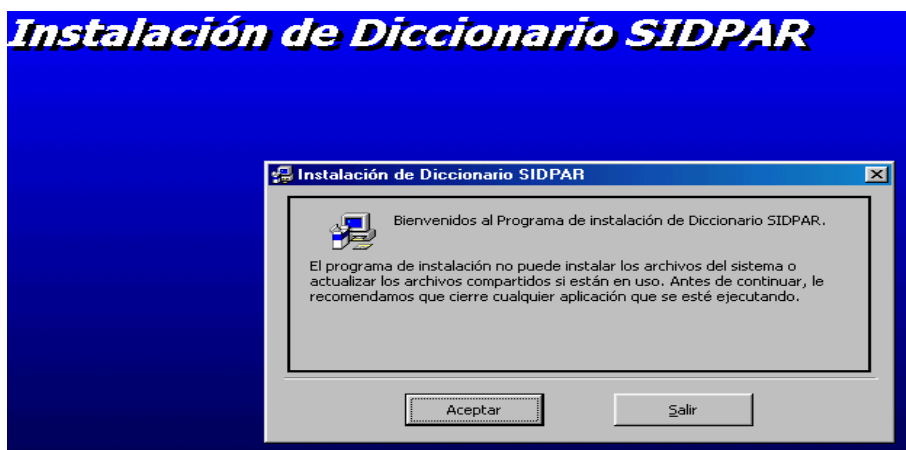 Instalación de Diccionario SIDPAR
Instalación de Diccionario SIDPAR
Bienvenidos al Programa de instalación de Diccionario SIDPAR.
El programa de instalación no puede instalar los archivos del sistema o
actualizar los archivos compartidos si están en uso. Antes de continuar, le
recomendamos que cierre cualquier aplicación que se esté ejecutando.
Aceptar
Salir